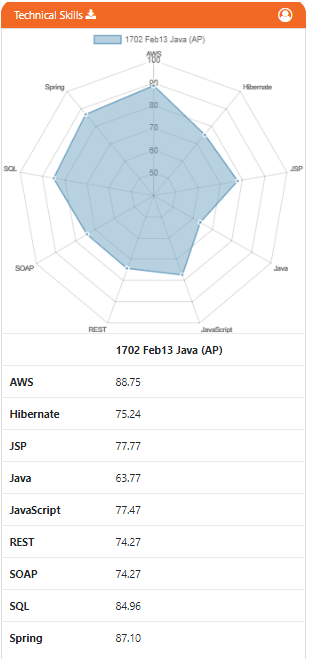 Technical Skills
1702 Feb13 Java (AP)
AWS
100
90
80
70
60
50
Spring
Hibernate
SQL
JSP
SOAP
Java
REST
JavaScript
1702 Feb13 Java (AP)
AWS 88.75
Hibernate 75.24
JSP 77.77
Java 63.77
JavaScript 77.47
REST 74.27
SOAP 74.27
SQL 84.96
Spring 87.10